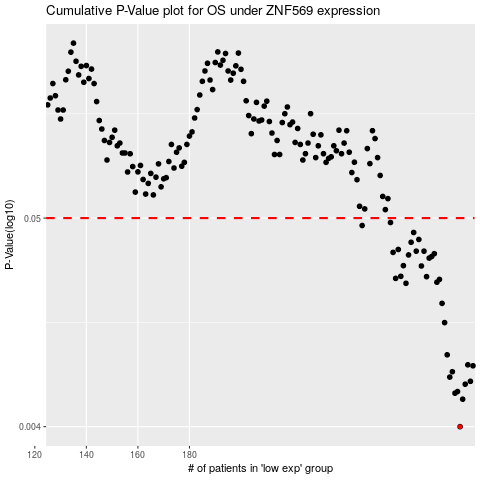 Cumulative P-Value plot for OS under ZNF569 expression
P-Value(log10)
0.05
0.004
120 140 160 180
# of patients in 'low exp' group